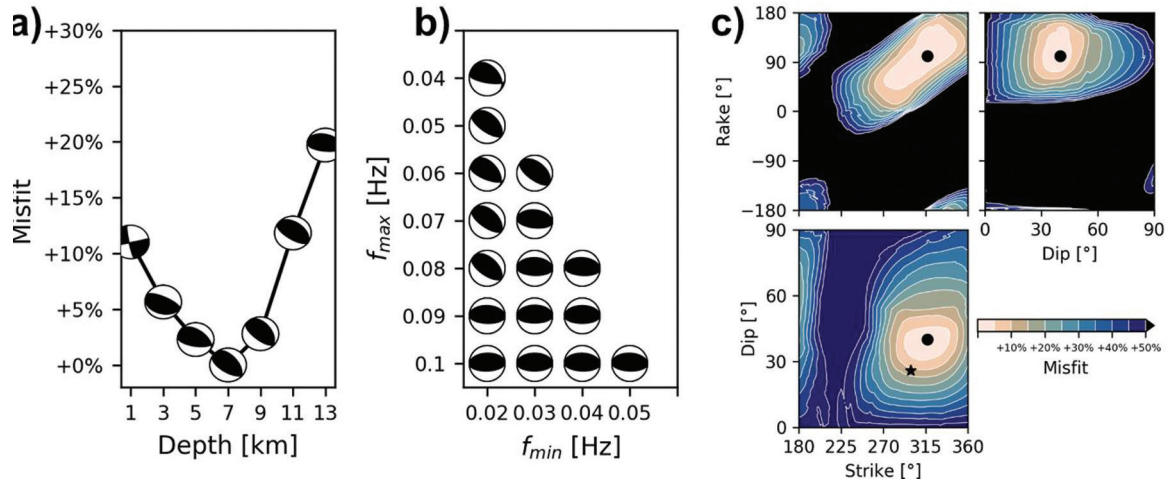 a)
+30%
+25%
+20%
+15%
+10%
+5%
+0%
Misfit
1 3 5 7 9 11 13
Depth [km]
b)
0.04
0.05
0.06
0.07
0.08
0.09
0.1
fmax [Hz]
0.02 0.03 0.04 0.05
fmin [Hz]
c)
180
90
0
−90
−180
Rake [°]
0 30 60 90
Dip [°]
90
60
30
0
Dip [°]
180 225 270 315 360
Strike [°]
+10% +20% +30% +40% +50%
Misfit